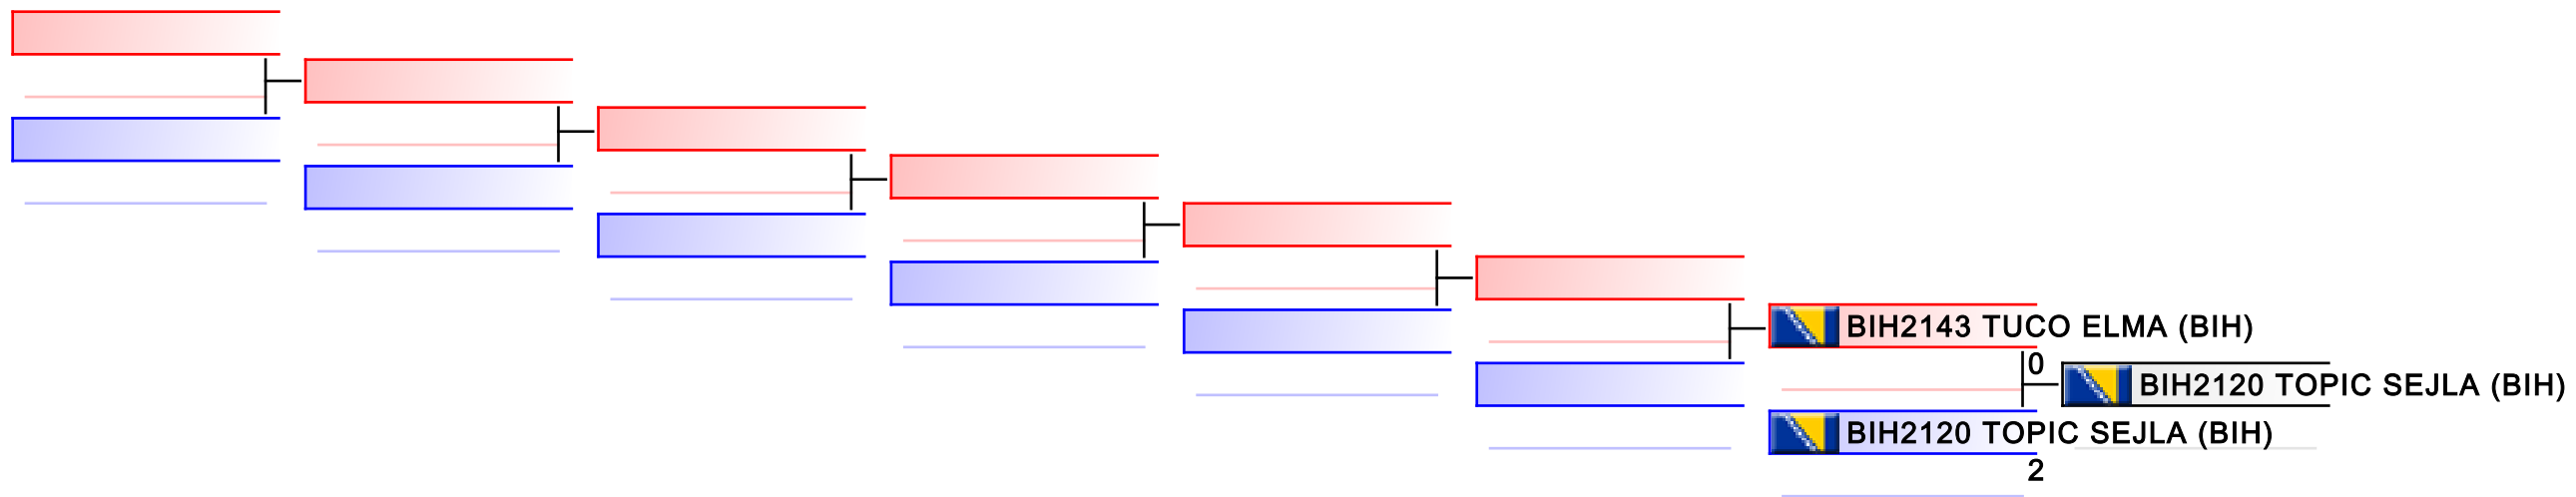 BIH2143 TUCO ELMA (BIH)
0
BIH2120 TOPIC SEJLA (BIH)
BIH2120 TOPIC SEJLA (BIH)
2